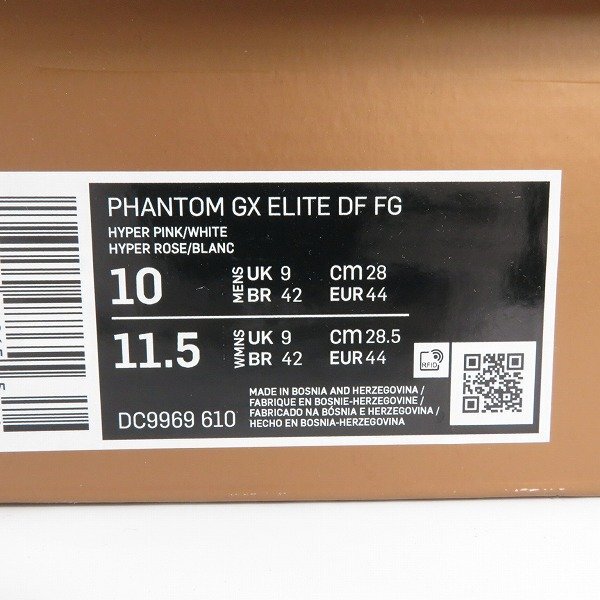 PHANTOM GX ELITE DF FG
HYPER PINK/WHITE
HYPER ROSE/BLANC
10 MENS UK 9 cm 28
BR 42 EUR 44
11.5 WMNS UK 9 cm 28.5
BR 42 EUR 44
RFID
DC9969 610
MADE IN BOSNIA AND HERZEGOVINA /
FABRIQUE EN BOSNIE-HERZEGOVINE /
FABRICADO NA BÓSNIA E HERZEGOVINA /
HECHO EN BOSNIA-HERZEGOVINA